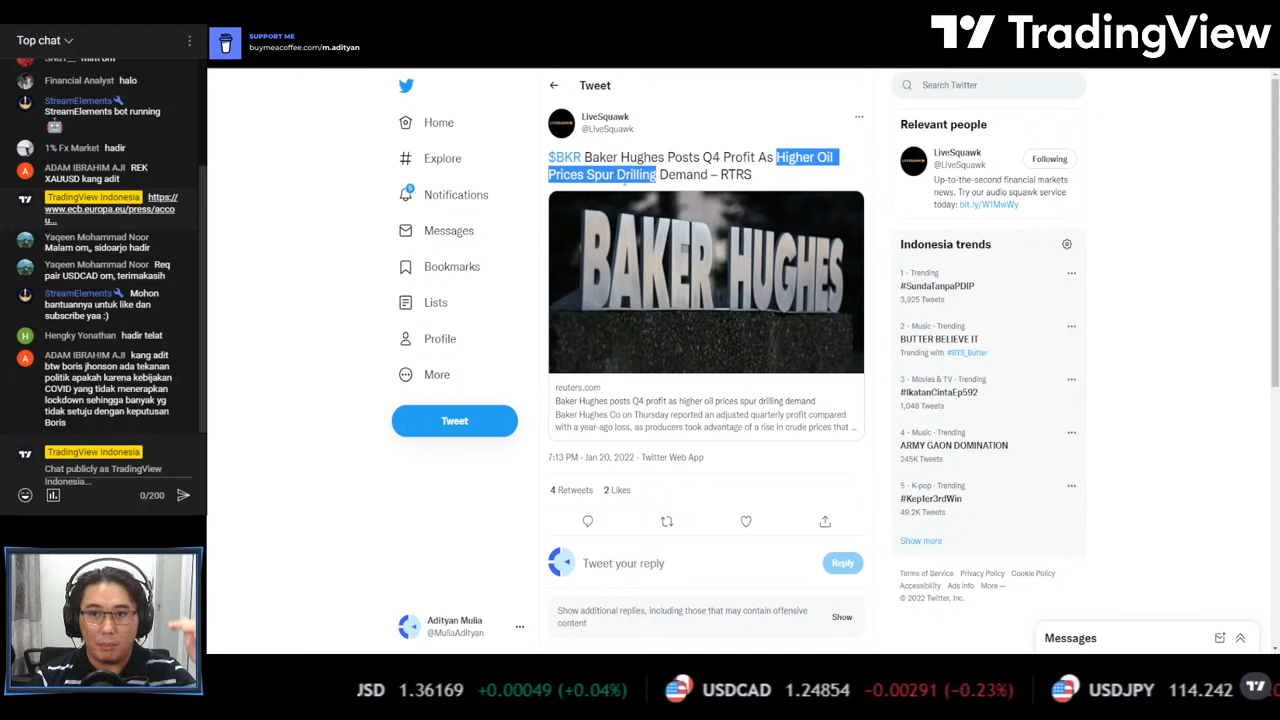 Top chat
SUPPORT ME
buymeacoffee.com/m.adityan
TradingView
Financial Analyst halo
StreamElements
StreamElements bot running
1% Fx Market hadir
ADAM IBRAHIM AJI REK
XAUUSD kang adit
TradingView Indonesia https://
www.ecb.europa.eu/press/acco
u...
Yaqeen Mohammad Noor
Malam om,, sidoarjo hadir
Yaqeen Mohammad Noor Req
pair USDCAD om, terimakasih
StreamElements Mohon
bantuannya untuk like dan
subscribe yaa :)
Hengky Yonathan hadir telat
ADAM IBRAHIM AJI kang adit
btw boris jhonson ada tekanan
politik apakah karena kebijakan
COVID yang tidak menerapkan
lockdown sehingga banyak yg
tidak setuju dengan keputusan
Boris
TradingView Indonesia
Chat publicly as TradingView
Indonesia...
0/200
Home
Explore
5
Notifications
Messages
Bookmarks
Lists
Profile
More
Tweet
Adityan Mulia
@MuliaAdityan
Tweet
LiveSquawk
@LiveSquawk
$BKR Baker Hughes Posts Q4 Profit As Higher Oil
Prices Spur Drilling Demand – RTRS
BAKER HUGHES
reuters.com
Baker Hughes posts Q4 profit as higher oil prices spur drilling demand
Baker Hughes Co on Thursday reported an adjusted quarterly profit compared
with a year-ago loss, as producers took advantage of a rise in crude prices that ...
7:13 PM · Jan 20, 2022 · Twitter Web App
4 Retweets 2 Likes
Tweet your reply
Reply
Show additional replies, including those that may contain offensive
content
Show
Search Twitter
Relevant people
LiveSquawk
@LiveSquawk
Following
Up-to-the-second financial markets
news. Try our audio squawk service
today: bit.ly/W1MwWy
Indonesia trends
1 · Trending
#SundaTanpaPDIP
3,925 Tweets
2 · Music · Trending
BUTTER BELIEVE IT
Trending with #BTS_Butter
3 · Movies & TV · Trending
#IkatanCintaEp592
1,048 Tweets
4 · Music · Trending
ARMY GAON DOMINATION
245K Tweets
5 · K-pop · Trending
#Kep1er3rdWin
49.2K Tweets
Show more
Terms of Service Privacy Policy Cookie Policy
Accessibility Ads info More ···
© 2022 Twitter, Inc.
Messages
JSD 1.36169 +0.00049 (+0.04%) USDCAD 1.24854 −0.00291 (−0.23%) USDJPY 114.242